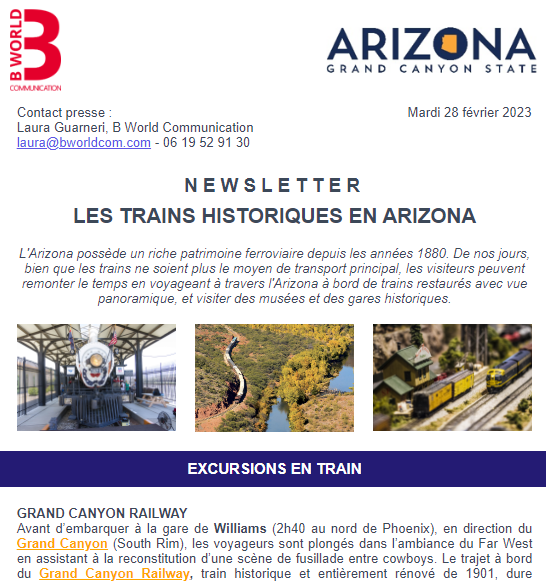 B WORLD
COMMUNICATION
ARIZONA
GRAND CANYON STATE
Contact presse :
Mardi 28 février 2023
Laura Guarneri, B World Communication
laura@bworldcom.com - 06 19 52 91 30
NEWSLETTER
LES TRAINS HISTORIQUES EN ARIZONA
L'Arizona possède un riche patrimoine ferroviaire depuis les années 1880. De nos jours,
bien que les trains ne soient plus le moyen de transport principal, les visiteurs peuvent
remonter le temps en voyageant à travers l'Arizona à bord de trains restaurés avec vue
panoramique, et visiter des musées et des gares historiques.
EXCURSIONS EN TRAIN
GRAND CANYON RAILWAY
Avant d'embarquer à la gare de Williams (2h40 au nord de Phoenix), en direction du
Grand Canyon (South Rim), les voyageurs sont plongés dans l'ambiance du Far West
en assistant à la reconstitution d'une scène de fusillade entre cowboys. Le trajet à bord
du Grand Canyon Railway, train historique et entièrement rénové de 1901, dure